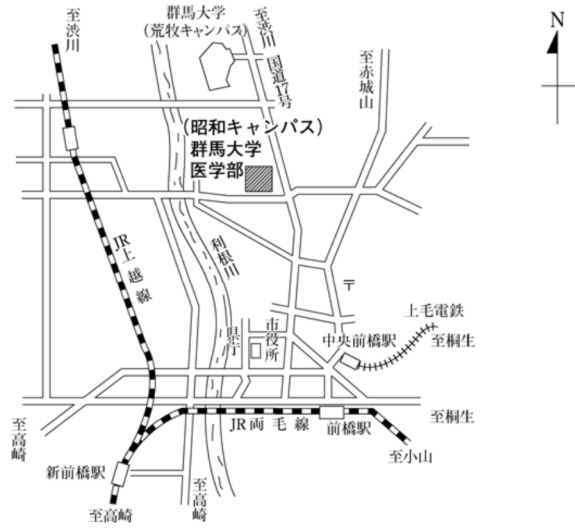 至渋川
群馬大学
(荒牧キャンパス)
至渋川
国道17号
至赤城山
N
(昭和キャンパス)
群馬大学
医学部
JR上越線
利根川
〒
県庁
市役所
上毛電鉄
中央前橋駅
至桐生
至高崎
JR両毛線
前橋駅
至桐生
新前橋駅
至高崎
至高崎
至小山